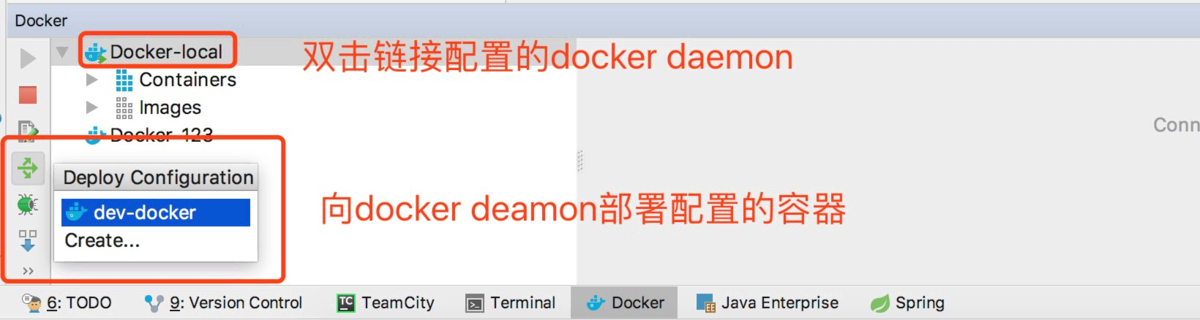 Docker
Docker-local
双击链接配置的docker daemon
Containers
Images
Docker-123
Conn
Deploy Configuration
dev-docker
向docker deamon部署配置的容器
Create...
6: TODO
9: Version Control
TC
TeamCity
Terminal
Docker
Java Enterprise
Spring